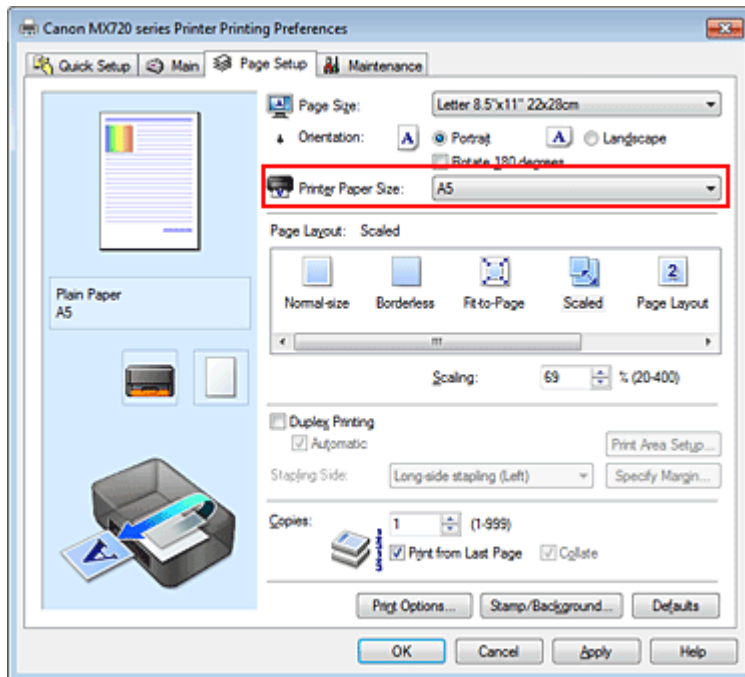 Canon MX720 series Printer Printing Preferences
Quick Setup Main Page Setup Maintenance
Page Size: Letter 8.5"x11" 22x28cm
Orientation: A Portrait A Landscape
Rotate 180 degrees
Printer Paper Size: A5
Page Layout: Scaled
Normal-size Borderless Fit-to-Page Scaled 2 Page Layout
Plain Paper
A5
Scaling: 69 % (20-400)
Duplex Printing
Automatic Print Area Setup...
Stapling Side: Long-side stapling (Left) Specify Margin...
Copies: 1 (1-999)
Print from Last Page Collate
A
Print Options... Stamp/Background... Defaults
OK Cancel Apply Help